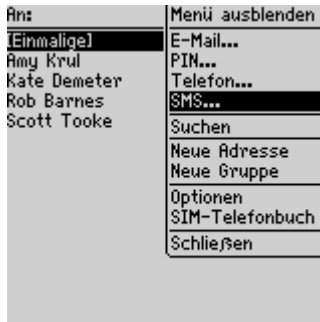 An:
[Einmalige]
Amy Krul
Kate Demeter
Rob Barnes
Scott Tooke
Menü ausblenden
E-Mail...
PIN...
Telefon...
SMS...
Suchen
Neue Adresse
Neue Gruppe
Optionen
SIM-Telefonbuch
Schließen